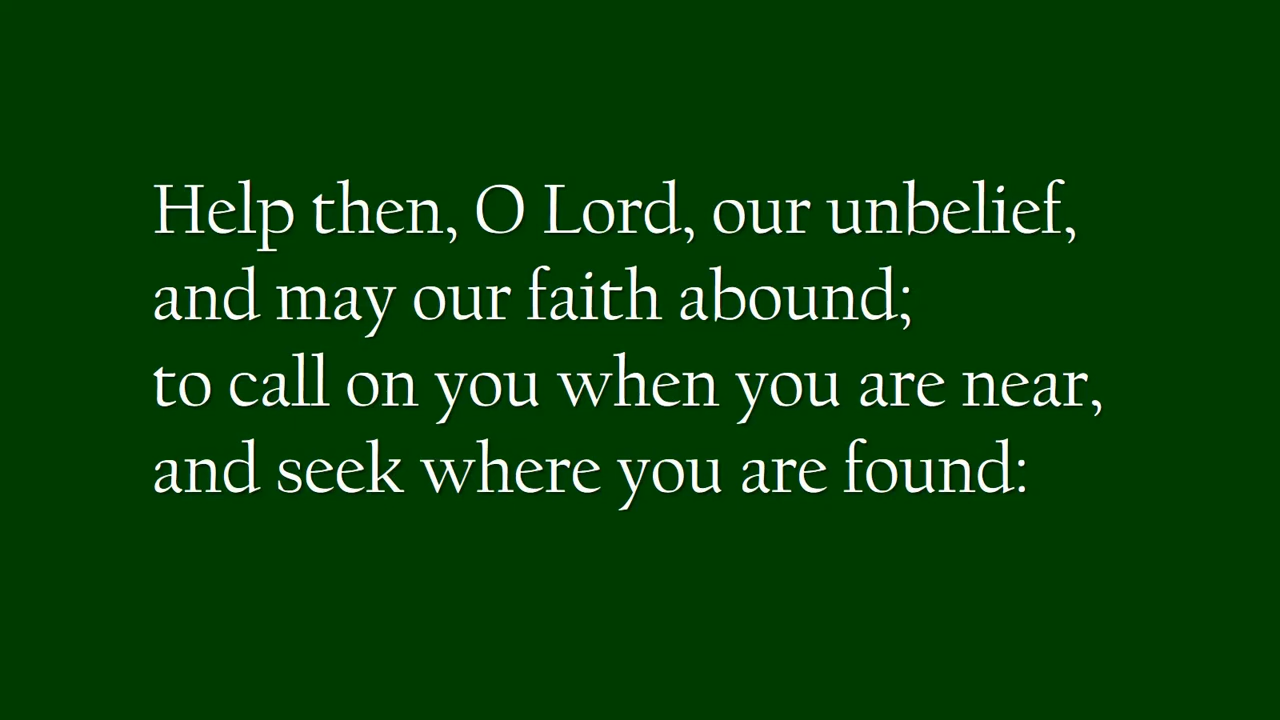 Help then, O Lord, our unbelief,
and may our faith abound;
to call on you when you are near,
and seek where you are found: